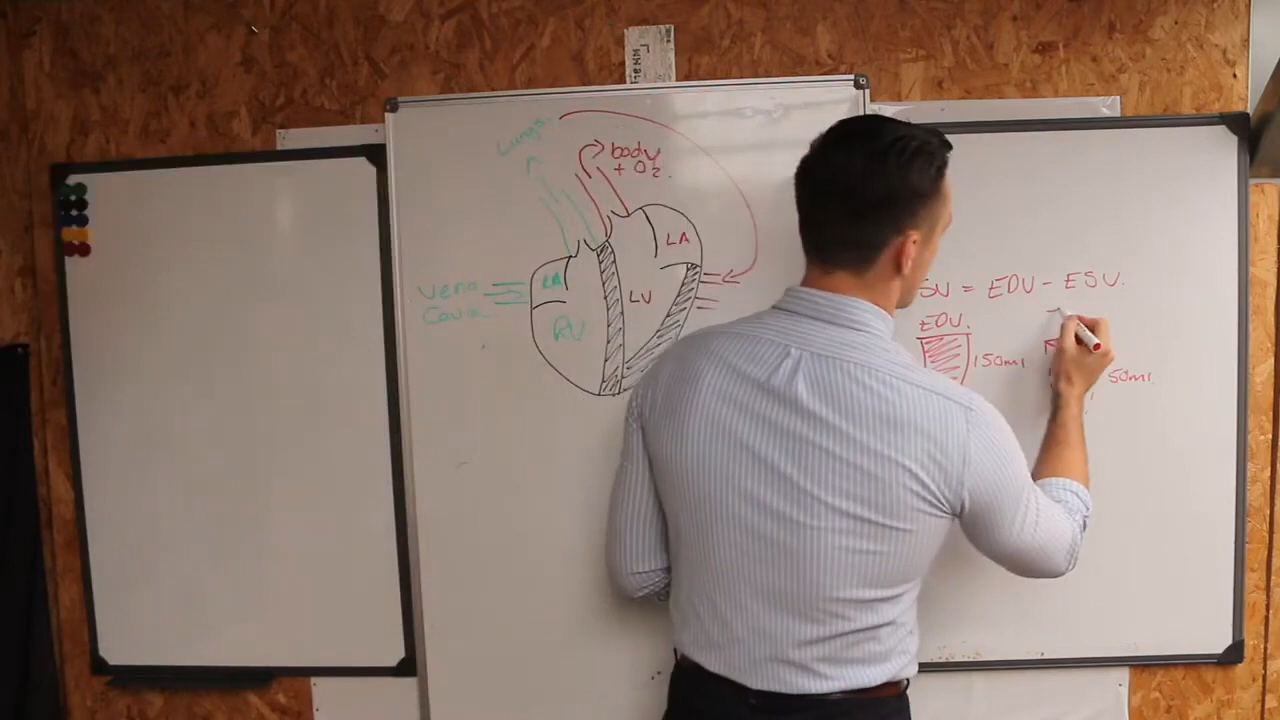 Lungs.
body
+ O2.
LA
LA
LV
RV
Vena
Cava.
SV = EDV - ESV.
EDV.
150ml
50ml